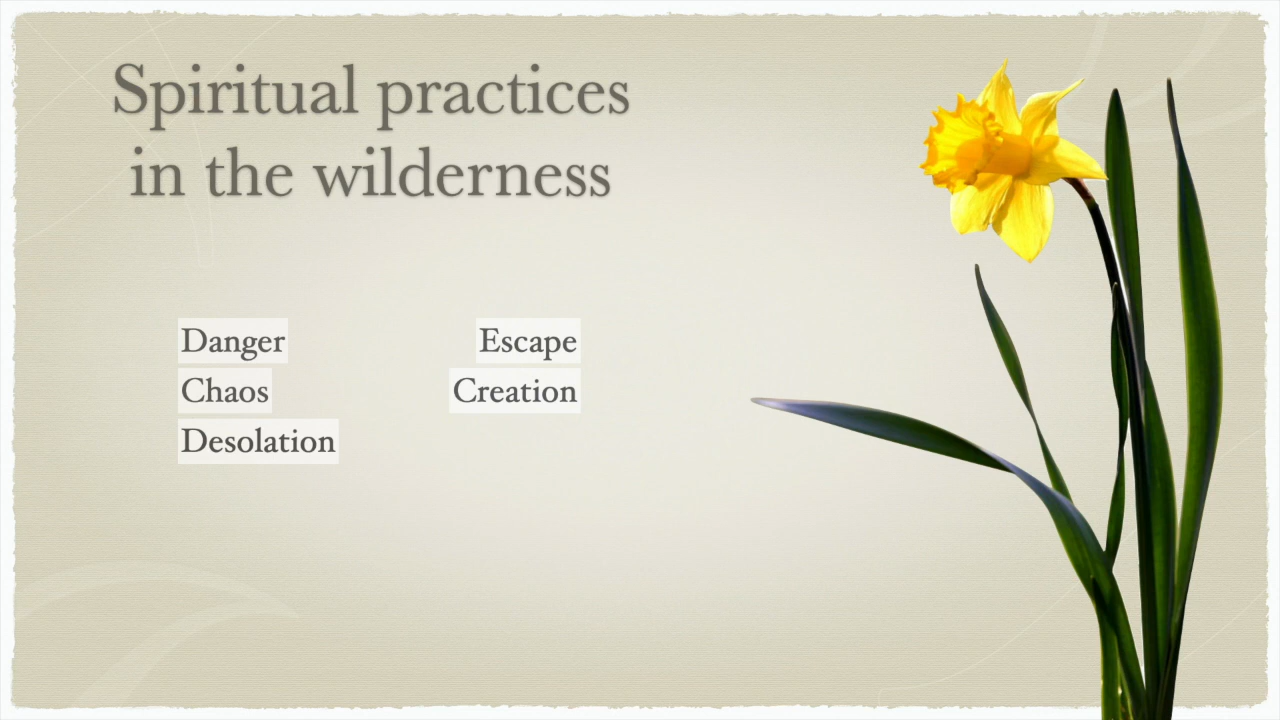 Spiritual practices
in the wilderness
Danger Escape
Chaos Creation
Desolation